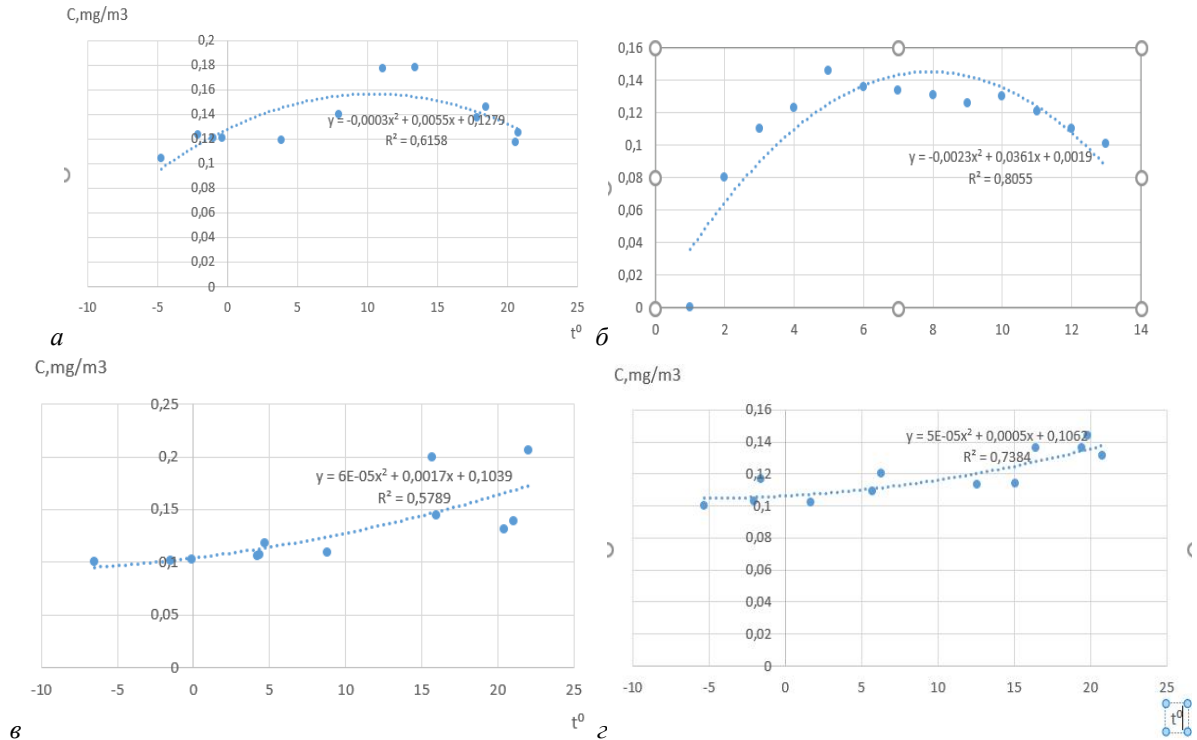 C,mg/m3
0,2
0,18
0,16
0,14
0,12
0,1
0,08
0,06
0,04
0,02
0
-10 -5 0 5 10 15 20 25
y = -0,0003x² + 0,0055x + 0,1279
R² = 0,6158
t⁰
а
0,16
0,14
0,12
0,1
0,08
0,06
0,04
0,02
0
0 2 4 6 8 10 12 14
y = -0,0023x² + 0,0361x + 0,0019
R² = 0,8055
б
C,mg/m3
0,25
0,2
0,15
0,1
0,05
0
-10 -5 0 5 10 15 20 25
y = 6E-05x² + 0,0017x + 0,1039
R² = 0,5789
t⁰
в
C,mg/m3
0,16
0,14
0,12
0,1
0,08
0,06
0,04
0,02
0
-10 -5 0 5 10 15 20 25
y = 5E-05x² + 0,0005x + 0,1062
R² = 0,7384
t⁰
г